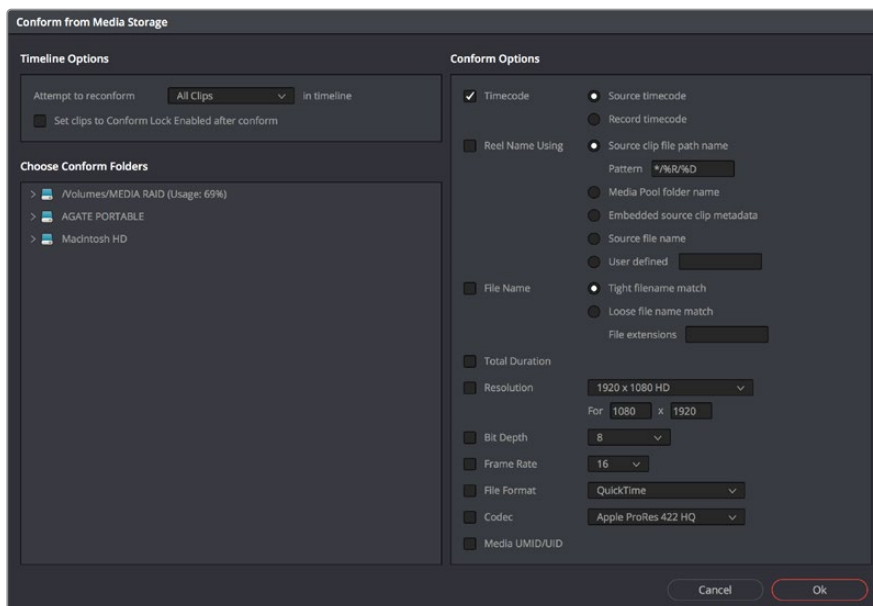 Conform from Media Storage
Timeline Options
Attempt to reconform All Clips in timeline
Set clips to Conform Lock Enabled after conform
Choose Conform Folders
/Volumes/MEDIA RAID (Usage: 69%)
AGATE PORTABLE
Macintosh HD
Conform Options
Timecode Source timecode
Record timecode
Reel Name Using Source clip file path name
Pattern */%R/%D
Media Pool folder name
Embedded source clip metadata
Source file name
User defined
File Name Tight filename match
Loose file name match
File extensions
Total Duration
Resolution 1920 x 1080 HD
For 1080 x 1920
Bit Depth 8
Frame Rate 16
File Format QuickTime
Codec Apple ProRes 422 HQ
Media UMID/UID
Cancel Ok